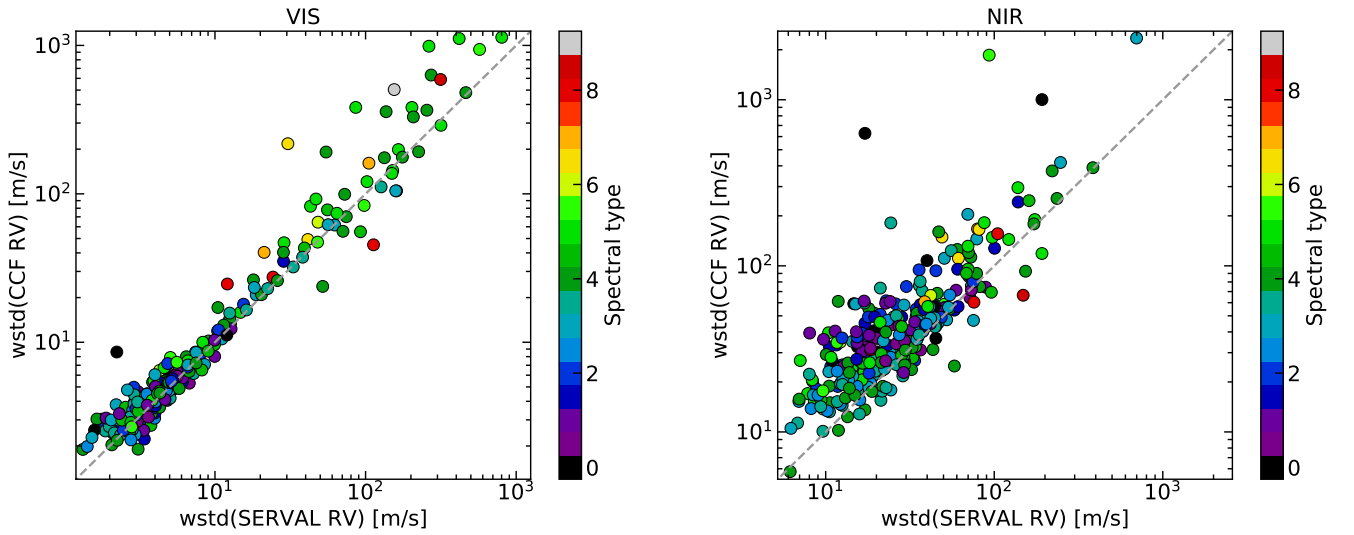 VIS
10³
10²
10¹
wstd(CCF RV) [m/s]
10¹
10²
10³
wstd(SERVAL RV) [m/s]
8
6
4
2
0
Spectral type
NIR
10³
10²
10¹
wstd(CCF RV) [m/s]
10¹
10²
10³
wstd(SERVAL RV) [m/s]
8
6
4
2
0
Spectral type